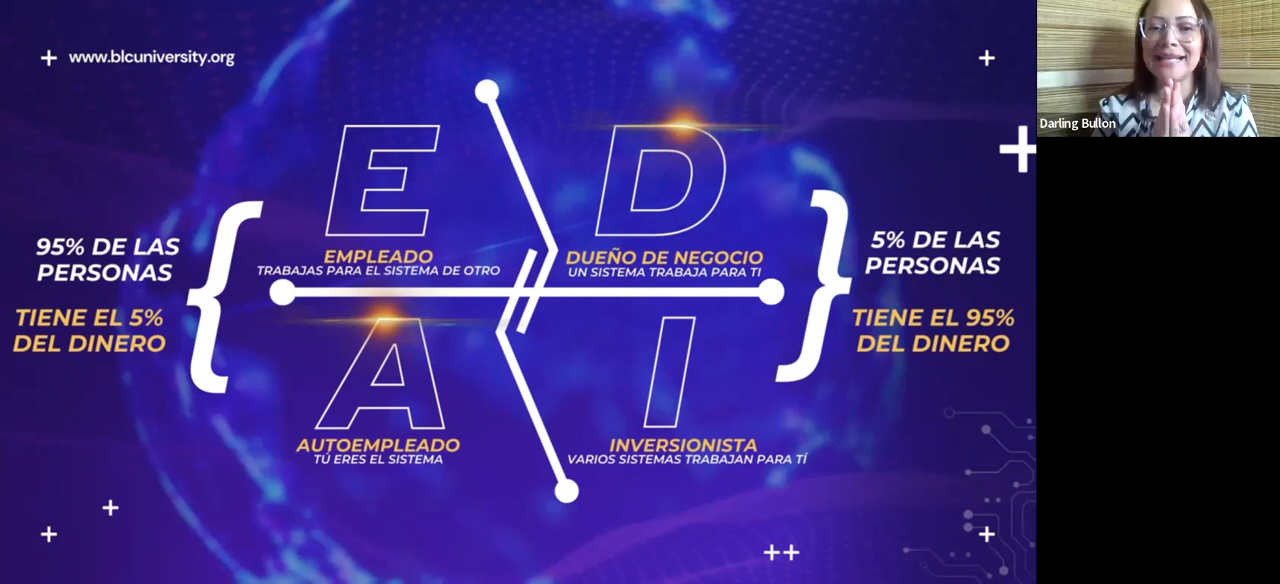 www.blcuniversity.org
Darling Bullon
E
D
EMPLEADO
TRABAJAS PARA EL SISTEMA DE OTRO
DUEÑO DE NEGOCIO
UN SISTEMA TRABAJA PARA TI
95% DE LAS
PERSONAS
TIENE EL 5%
DEL DINERO
5% DE LAS
PERSONAS
TIENE EL 95%
DEL DINERO
A
I
AUTOEMPLEADO
TÚ ERES EL SISTEMA
INVERSIONISTA
VARIOS SISTEMAS TRABAJAN PARA TÍ